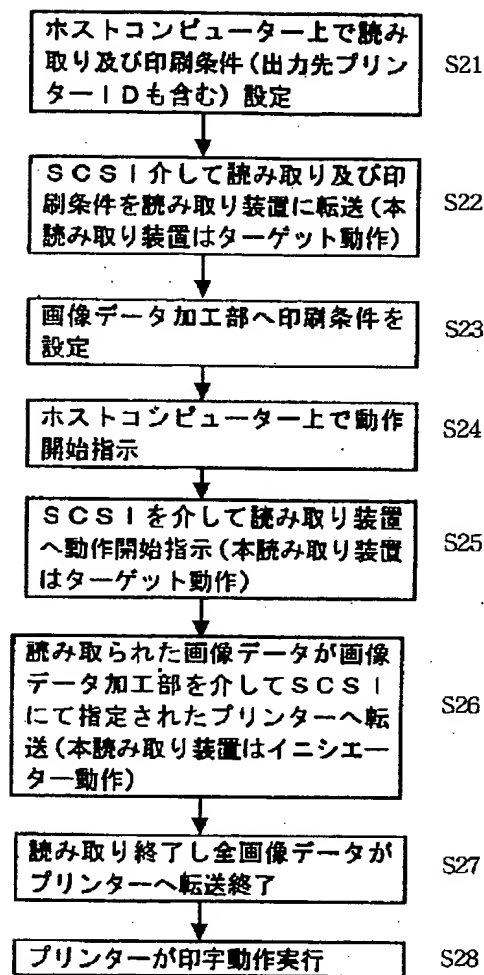 ホストコンピューター上で読み
取り及び印刷条件(出力先プリン
ターIDも含む)設定
S21
SCSI介して読み取り及び印
刷条件を読み取り装置に転送(本
読み取り装置はターゲット動作)
S22
画像データ加工部へ印刷条件を
設定
S23
ホストコンピューター上で動作
開始指示
S24
SCSIを介して読み取り装置
へ動作開始指示(本読み取り装置
はターゲット動作)
S25
読み取られた画像データが画像
データ加工部を介してSCSI
にて指定されたプリンターへ転
送(本読み取り装置はイニシエー
ター動作)
S26
読み取り終了し全画像データが
プリンターへ転送終了
S27
プリンターが印字動作実行
S28